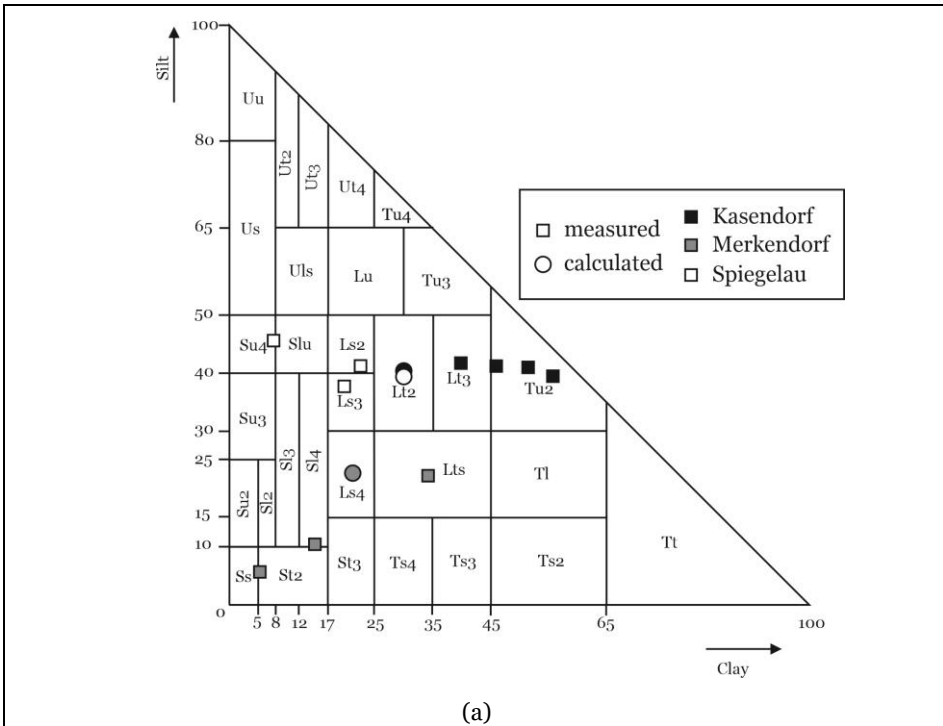 100
Silt
Uu
80
Ut2
Ut3
Ut4
Tu4
measured
calculated
Kasendorf
Merkendorf
Spiegelau
65
Us
Uls
Lu
Tu3
50
Su4
Slu
Ls2
40
Ls3
Lt2
Lt3
Tu2
Su3
30
25
Sl3
Sl4
Su2
Sl2
Ls4
Lts
Tl
15
10
Ss
St2
St3
Ts4
Ts3
Ts2
Tt
0
5 8 12 17 25 35 45 65 100
Clay
(a)